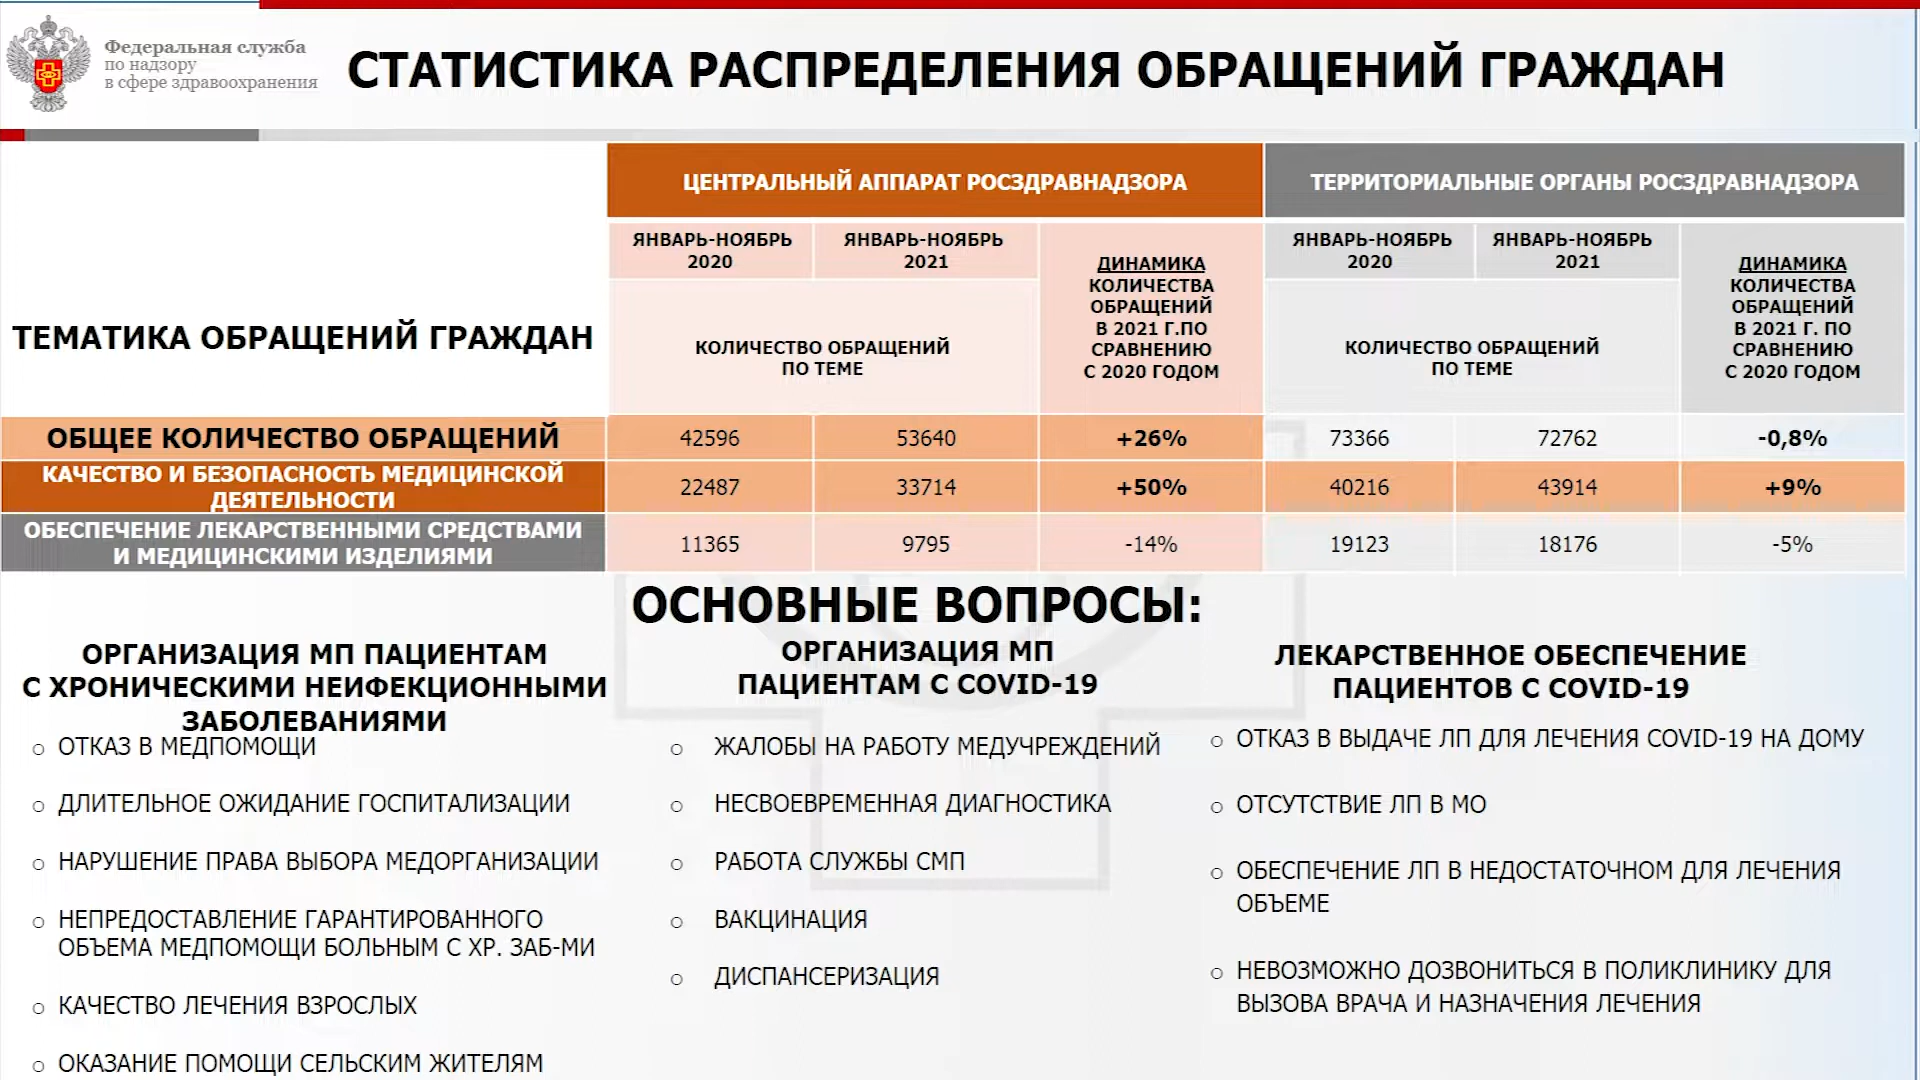 Федеральная служба
по надзору
в сфере здравоохранения
СТАТИСТИКА РАСПРЕДЕЛЕНИЯ ОБРАЩЕНИЙ ГРАЖДАН
ЦЕНТРАЛЬНЫЙ АППАРАТ РОСЗДРАВНАДЗОРА
ТЕРРИТОРИАЛЬНЫЕ ОРГАНЫ РОСЗДРАВНАДЗОРА
ТЕМАТИКА ОБРАЩЕНИЙ ГРАЖДАН
ЯНВАРЬ-НОЯБРЬ
2020
ЯНВАРЬ-НОЯБРЬ
2021
КОЛИЧЕСТВО ОБРАЩЕНИЙ
ПО ТЕМЕ
ДИНАМИКА
КОЛИЧЕСТВА
ОБРАЩЕНИЙ
В 2021 Г.ПО
СРАВНЕНИЮ
С 2020 ГОДОМ
ЯНВАРЬ-НОЯБРЬ
2020
ЯНВАРЬ-НОЯБРЬ
2021
КОЛИЧЕСТВО ОБРАЩЕНИЙ
ПО ТЕМЕ
ДИНАМИКА
КОЛИЧЕСТВА
ОБРАЩЕНИЙ
В 2021 Г. ПО
СРАВНЕНИЮ
С 2020 ГОДОМ
ОБЩЕЕ КОЛИЧЕСТВО ОБРАЩЕНИЙ 42596 53640 +26% 73366 72762 -0,8%
КАЧЕСТВО И БЕЗОПАСНОСТЬ МЕДИЦИНСКОЙ
ДЕЯТЕЛЬНОСТИ
22487 33714 +50% 40216 43914 +9%
ОБЕСПЕЧЕНИЕ ЛЕКАРСТВЕННЫМИ СРЕДСТВАМИ
И МЕДИЦИНСКИМИ ИЗДЕЛИЯМИ
11365 9795 -14% 19123 18176 -5%
ОСНОВНЫЕ ВОПРОСЫ:
ОРГАНИЗАЦИЯ МП ПАЦИЕНТАМ
С ХРОНИЧЕСКИМИ НЕИФЕКЦИОННЫМИ
ЗАБОЛЕВАНИЯМИ
○ ОТКАЗ В МЕДПОМОЩИ
○ ДЛИТЕЛЬНОЕ ОЖИДАНИЕ ГОСПИТАЛИЗАЦИИ
○ НАРУШЕНИЕ ПРАВА ВЫБОРА МЕДОРГАНИЗАЦИИ
○ НЕПРЕДОСТАВЛЕНИЕ ГАРАНТИРОВАННОГО
ОБЪЕМА МЕДПОМОЩИ БОЛЬНЫМ С ХР. ЗАБ-МИ
○ КАЧЕСТВО ЛЕЧЕНИЯ ВЗРОСЛЫХ
○ ОКАЗАНИЕ ПОМОЩИ СЕЛЬСКИМ ЖИТЕЛЯМ
ОРГАНИЗАЦИЯ МП
ПАЦИЕНТАМ С COVID-19
○ ЖАЛОБЫ НА РАБОТУ МЕДУЧРЕЖДЕНИЙ
○ НЕСВОЕВРЕМЕННАЯ ДИАГНОСТИКА
○ РАБОТА СЛУЖБЫ СМП
○ ВАКЦИНАЦИЯ
○ ДИСПАНСЕРИЗАЦИЯ
ЛЕКАРСТВЕННОЕ ОБЕСПЕЧЕНИЕ
ПАЦИЕНТОВ С COVID-19
○ ОТКАЗ В ВЫДАЧЕ ЛП ДЛЯ ЛЕЧЕНИЯ COVID-19 НА ДОМУ
○ ОТСУТСТВИЕ ЛП В МО
○ ОБЕСПЕЧЕНИЕ ЛП В НЕДОСТАТОЧНОМ ДЛЯ ЛЕЧЕНИЯ
ОБЪЕМЕ
○ НЕВОЗМОЖНО ДОЗВОНИТЬСЯ В ПОЛИКЛИНИКУ ДЛЯ
ВЫЗОВА ВРАЧА И НАЗНАЧЕНИЯ ЛЕЧЕНИЯ